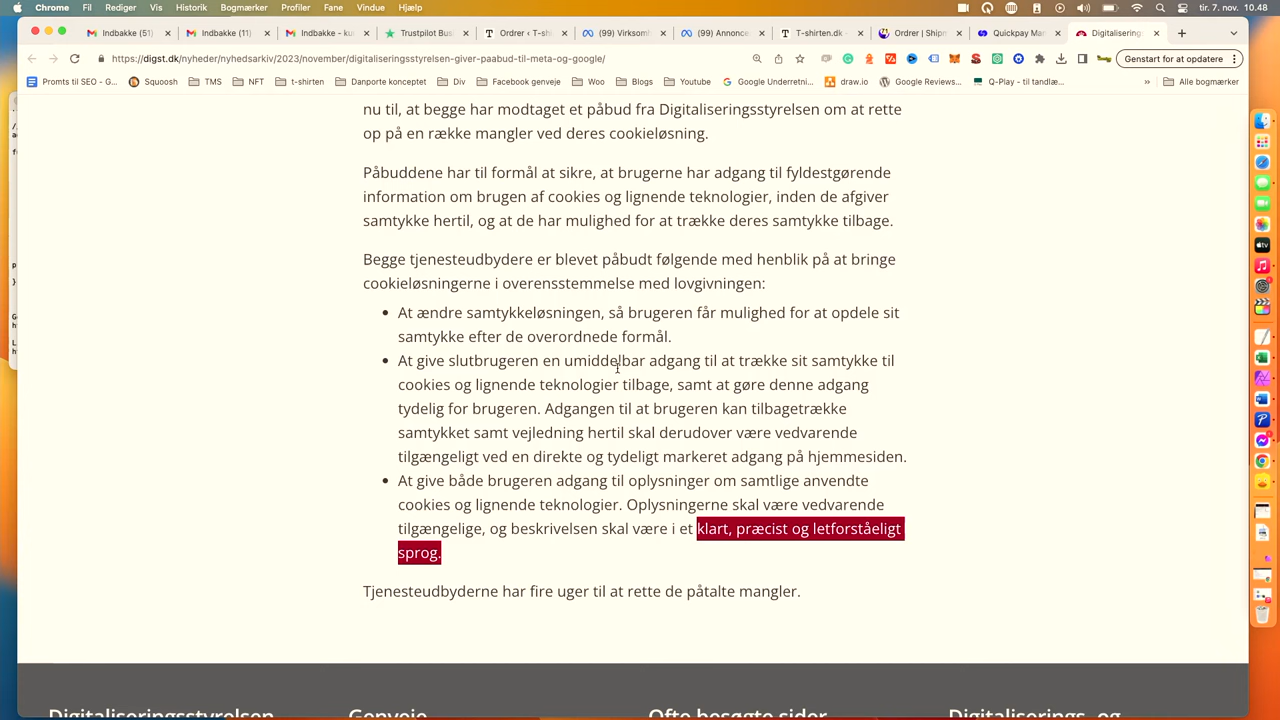 Chrome Fil Rediger Vis Historik Bogmærker Profiler Fane Vindue Hjælp tir. 7. nov. 10.48
Indbakke (51) Indbakke (11) Indbakke – ku Trustpilot Busi Ordrer ‹ T-shi (99) Virksomh (99) Annonce T-shirten.dk - Ordrer | Shipm Quickpay Man Digitalisering
https://digst.dk/nyheder/nyhedsarkiv/2023/november/digitaliseringsstyrelsen-giver-paabud-til-meta-og-google/ Genstart for at opdatere
Promts til SEO - G... Squoosh TMS NFT t-shirten Danporte konceptet Div Facebook genveje Woo Blogs Youtube Google Underretni... draw.io Google Reviews... Q-Play - til tandlæ... » Alle bogmærker
nu til, at begge har modtaget et påbud fra Digitaliseringsstyrelsen om at rette
op på en række mangler ved deres cookieløsning.
Påbuddene har til formål at sikre, at brugerne har adgang til fyldestgørende
information om brugen af cookies og lignende teknologier, inden de afgiver
samtykke hertil, og at de har mulighed for at trække deres samtykke tilbage.
Begge tjenesteudbydere er blevet påbudt følgende med henblik på at bringe
cookieløsningerne i overensstemmelse med lovgivningen:
• At ændre samtykkeløsningen, så brugeren får mulighed for at opdele sit
samtykke efter de overordnede formål.
• At give slutbrugeren en umiddelbar adgang til at trække sit samtykke til
cookies og lignende teknologier tilbage, samt at gøre denne adgang
tydelig for brugeren. Adgangen til at brugeren kan tilbagetrække
samtykket samt vejledning hertil skal derudover være vedvarende
tilgængeligt ved en direkte og tydeligt markeret adgang på hjemmesiden.
• At give både brugeren adgang til oplysninger om samtlige anvendte
cookies og lignende teknologier. Oplysningerne skal være vedvarende
tilgængelige, og beskrivelsen skal være i et klart, præcist og letforståeligt
sprog.
Tjenesteudbyderne har fire uger til at rette de påtalte mangler.
Digitaliseringsstyrelsen Genveje Ofte besøgte sider Digitaliserings- og